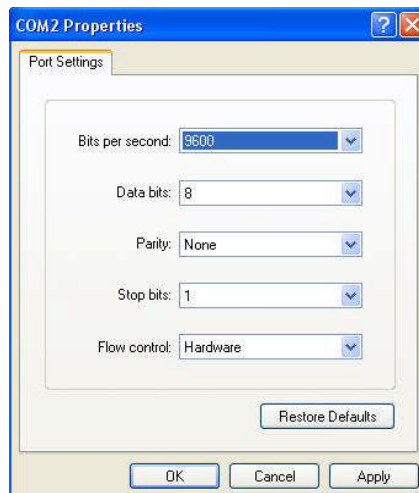 COM2 Properties
Port Settings
Bits per second: 9600
Data bits: 8
Parity: None
Stop bits: 1
Flow control: Hardware
Restore Defaults
OK Cancel Apply